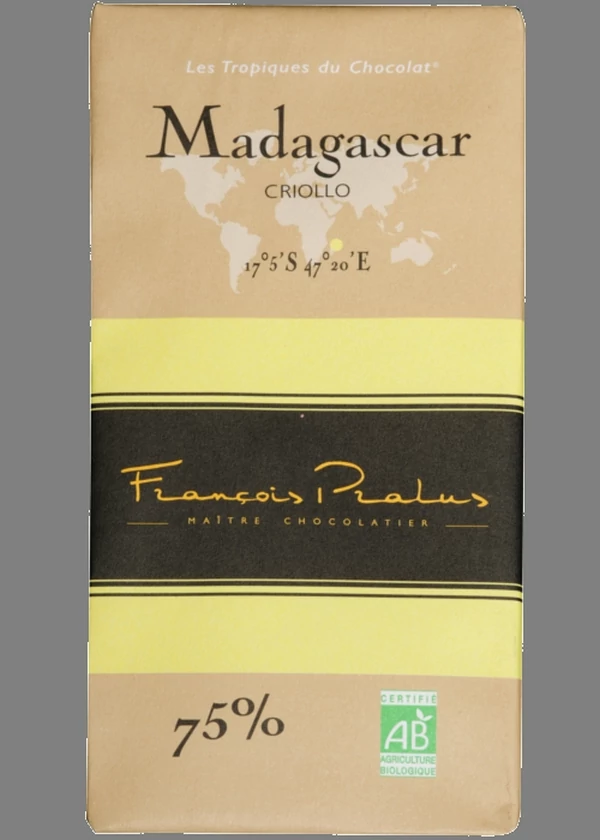 Les Tropiques du Chocolat®
Madagascar
CRIOLLO
17°5'S 47°20'E
François Pralus
MAÎTRE CHOCOLATIER
75%
CERTIFIÉ
AB
AGRICULTURE
BIOLOGIQUE